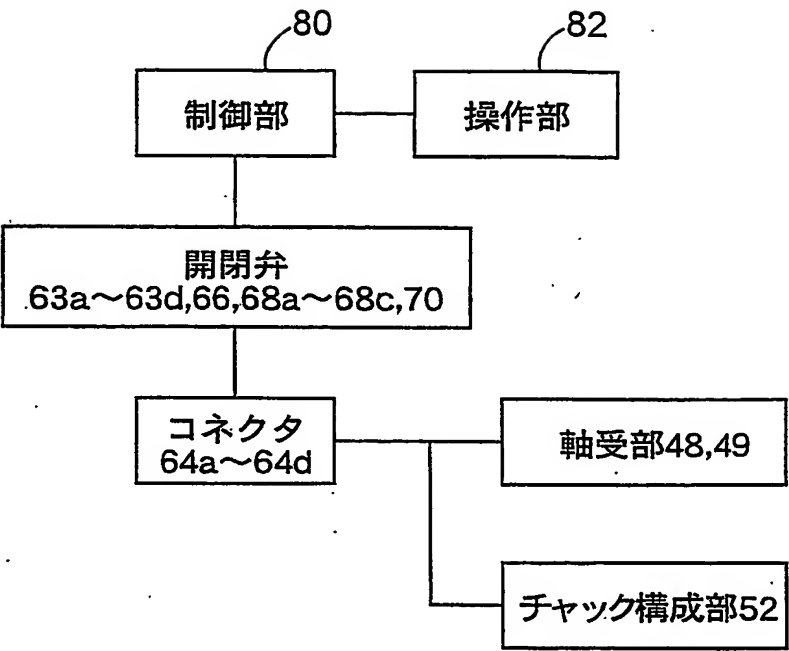 80
82
制御部
操作部
開閉弁
63a～63d,66,68a～68c,70
コネクタ
64a～64d
軸受部48,49
チャック構成部52